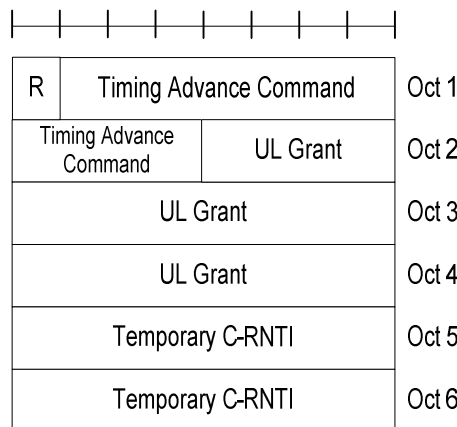 R Timing Advance Command Oct 1
Timing Advance
Command UL Grant Oct 2
UL Grant Oct 3
UL Grant Oct 4
Temporary C-RNTI Oct 5
Temporary C-RNTI Oct 6